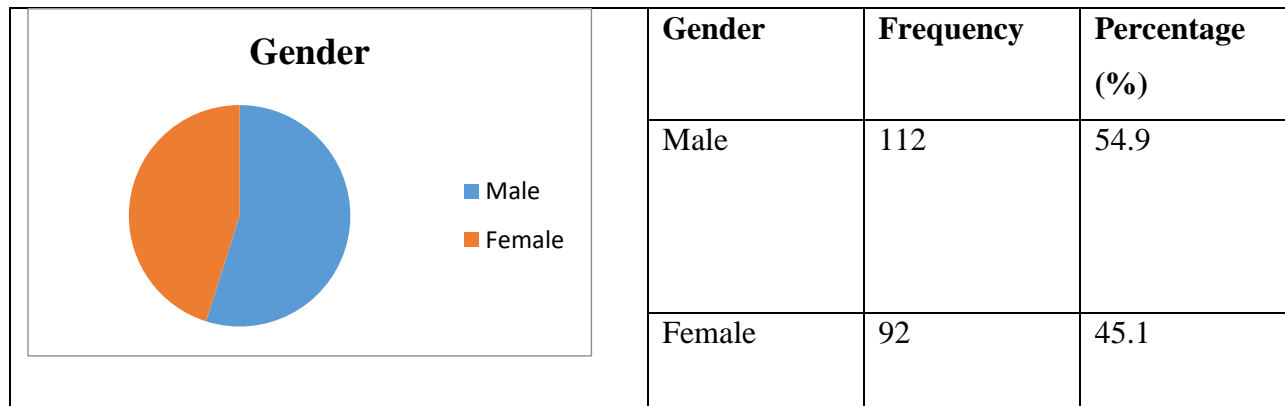 Gender
Male
Female
Gender Frequency Percentage
(%)
Male 112 54.9
Female 92 45.1